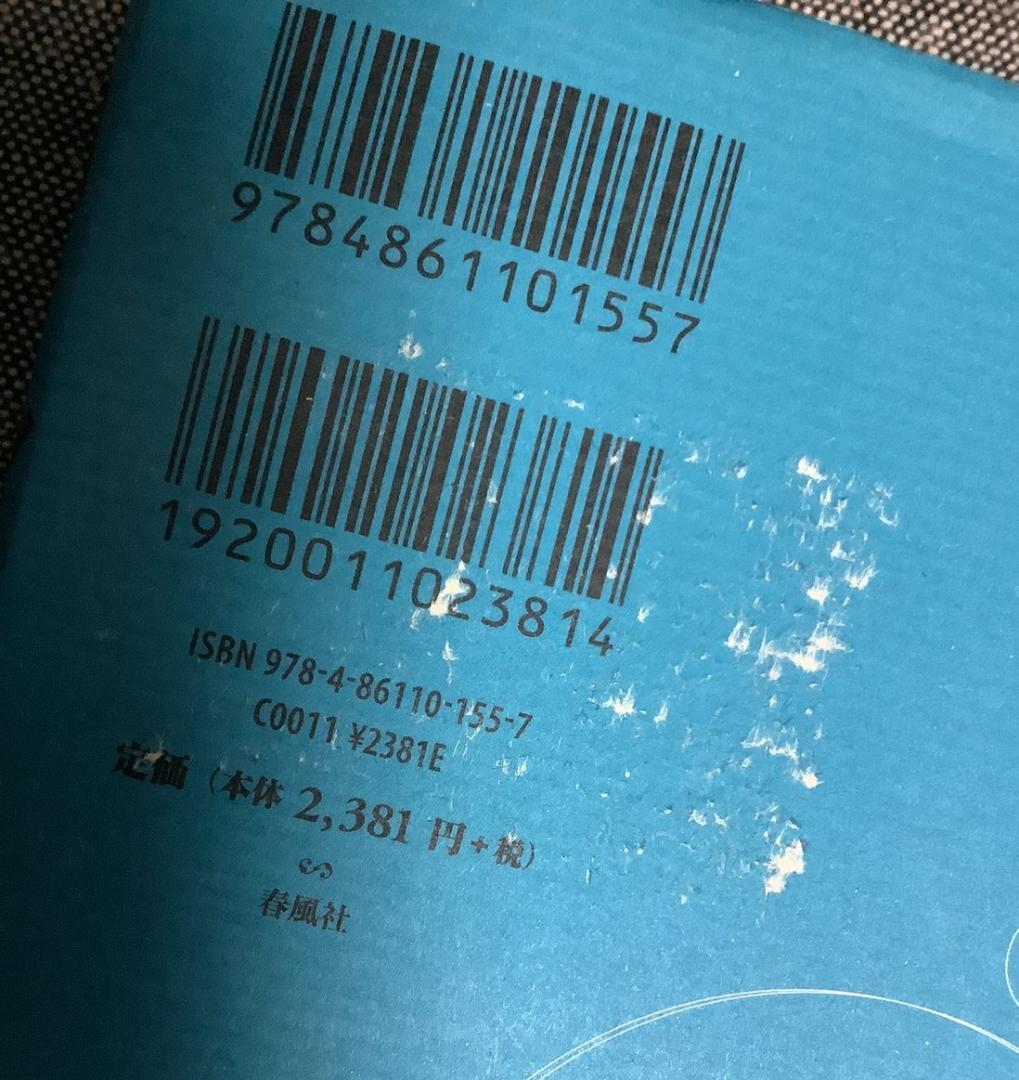 9784861101557
1920011023814
ISBN 978-4-86110-155-7
C0011 ¥2381E
定価（本体 2,381 円+税）
春風社